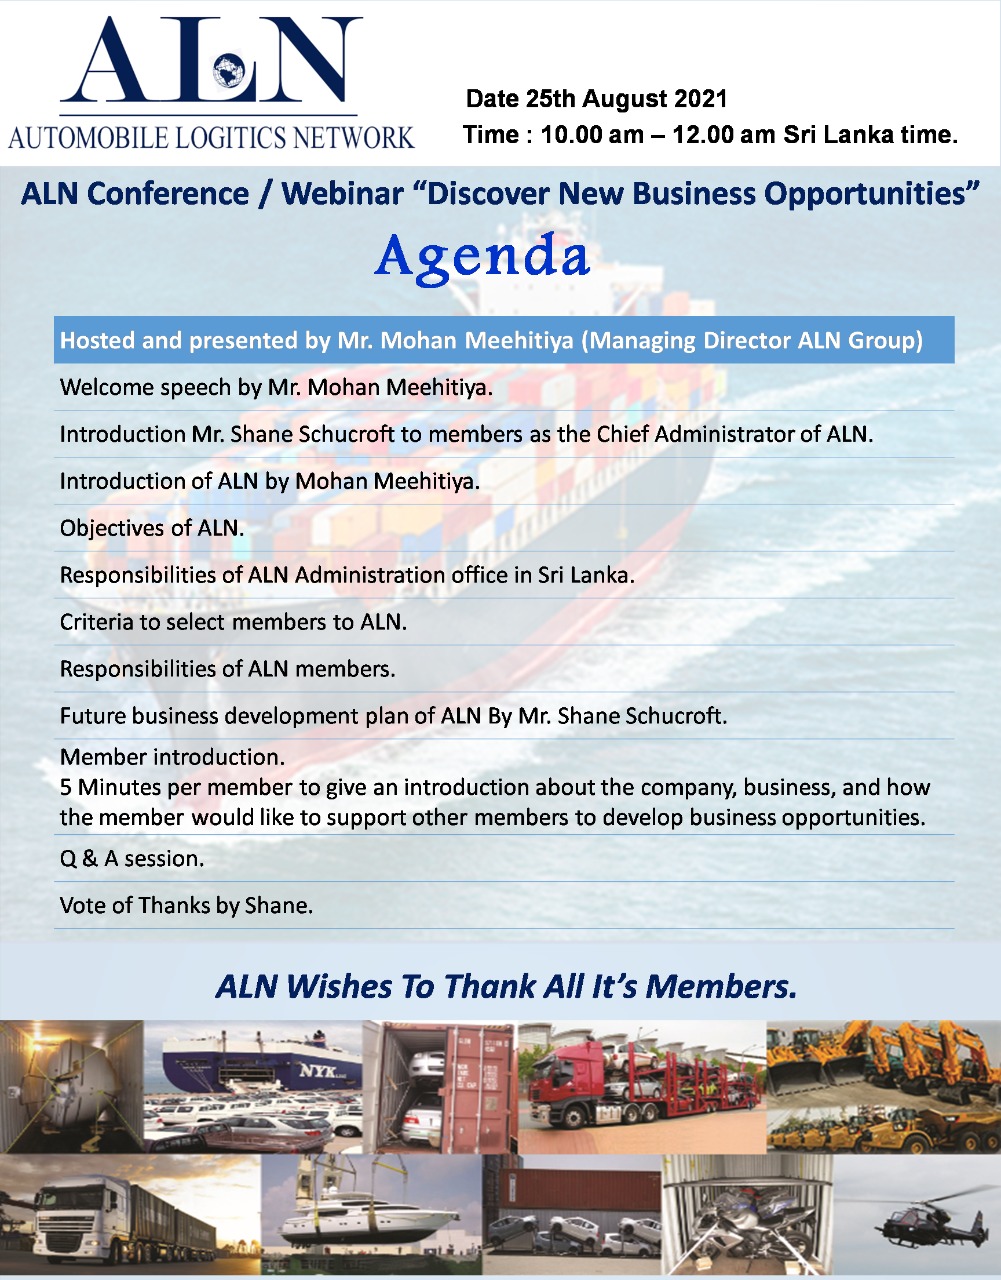 ALN
AUTOMOBILE LOGITICS NETWORK
Date 25th August 2021
Time : 10.00 am – 12.00 am Sri Lanka time.
ALN Conference / Webinar “Discover New Business Opportunities”
Agenda
Hosted and presented by Mr. Mohan Meehitiya (Managing Director ALN Group)
Welcome speech by Mr. Mohan Meehitiya.
Introduction Mr. Shane Schucroft to members as the Chief Administrator of ALN.
Introduction of ALN by Mohan Meehitiya.
Objectives of ALN.
Responsibilities of ALN Administration office in Sri Lanka.
Criteria to select members to ALN.
Responsibilities of ALN members.
Future business development plan of ALN By Mr. Shane Schucroft.
Member introduction.
5 Minutes per member to give an introduction about the company, business, and how
the member would like to support other members to develop business opportunities.
Q & A session.
Vote of Thanks by Shane.
ALN Wishes To Thank All It’s Members.
NYK